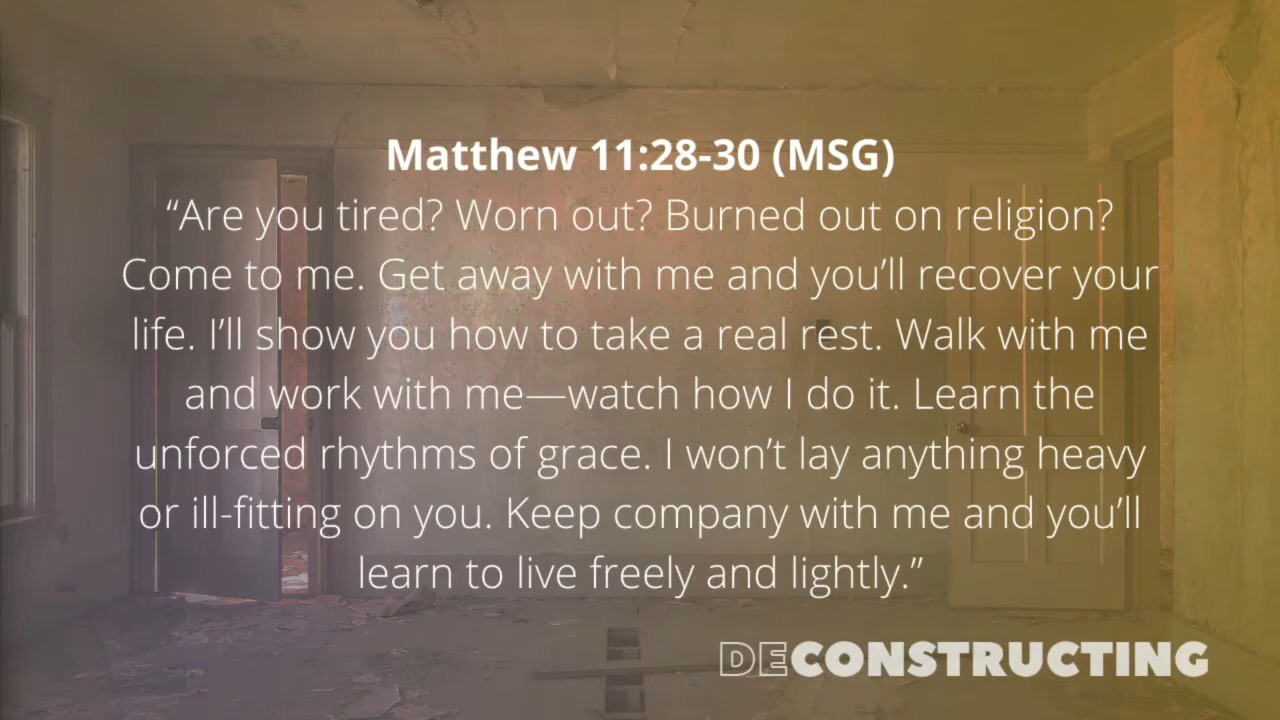 Matthew 11:28-30 (MSG)
“Are you tired? Worn out? Burned out on religion?
Come to me. Get away with me and you’ll recover your
life. I’ll show you how to take a real rest. Walk with me
and work with me—watch how I do it. Learn the
unforced rhythms of grace. I won’t lay anything heavy
or ill-fitting on you. Keep company with me and you’ll
learn to live freely and lightly.”
DECONSTRUCTING